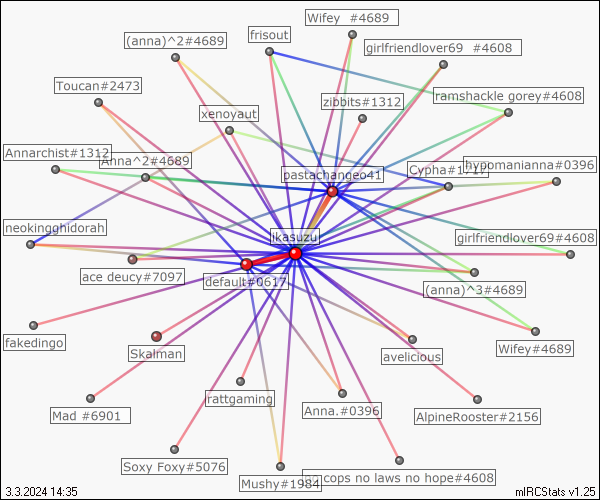 Wifey  #4689
(anna)^2#4689
frisout
girlfriendlover69  #4608
Toucan#2473
zibbits#1312
ramshackle gorey#4608
xenoyaut
Annarchist#1312
Anna^2#4689
pastachangeo41
Cypha#1717
hypomanianna#0396
neokingghidorah
ikasuzu
girlfriendlover69#4608
ace deucy#7097
default#0617
(anna)^3#4689
fakedingo
Skalman
avelicious
Wifey#4689
rattgaming
Mad #6901
Anna.#0396
AlpineRooster#2156
Soxy Foxy#5076
Mushy#1984
cops no laws no hope#4608
3.3.2024 14:35
mIRCStats v1.25